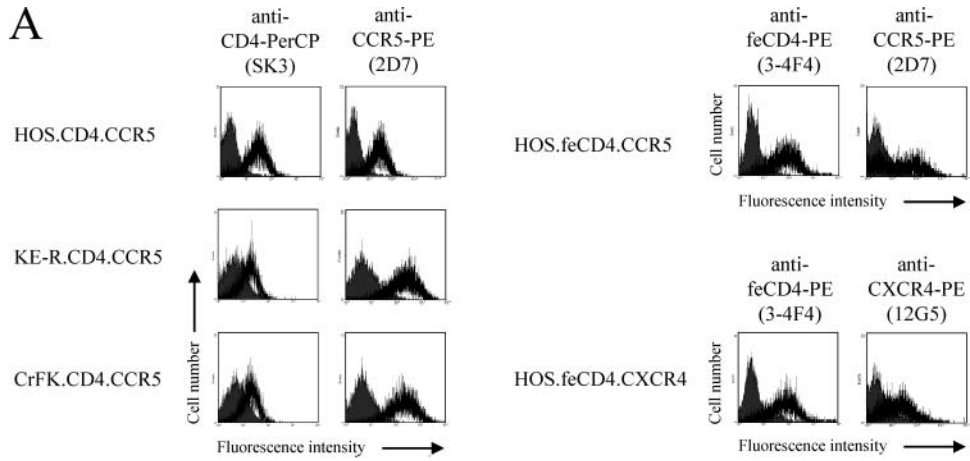 A
anti-
CD4-PerCP
(SK3)
anti-
CCR5-PE
(2D7)
HOS.CD4.CCR5
KE-R.CD4.CCR5
CrFK.CD4.CCR5
Cell number
Fluorescence intensity
anti-
feCD4-PE
(3-4F4)
anti-
CCR5-PE
(2D7)
HOS.feCD4.CCR5
Cell number
Fluorescence intensity
anti-
feCD4-PE
(3-4F4)
anti-
CXCR4-PE
(12G5)
HOS.feCD4.CXCR4
Cell number
Fluorescence intensity